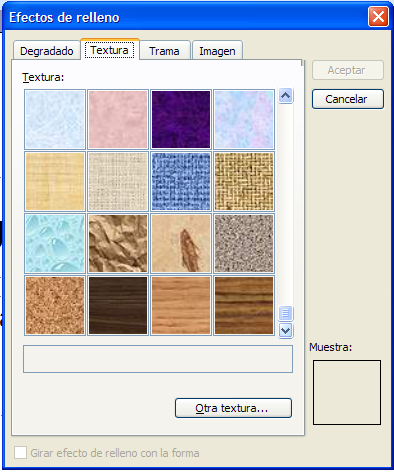 Efectos de relleno
Degradado Textura Trama Imagen
Textura:
Aceptar
Cancelar
Muestra:
Otra textura...
Girar efecto de relleno con la forma